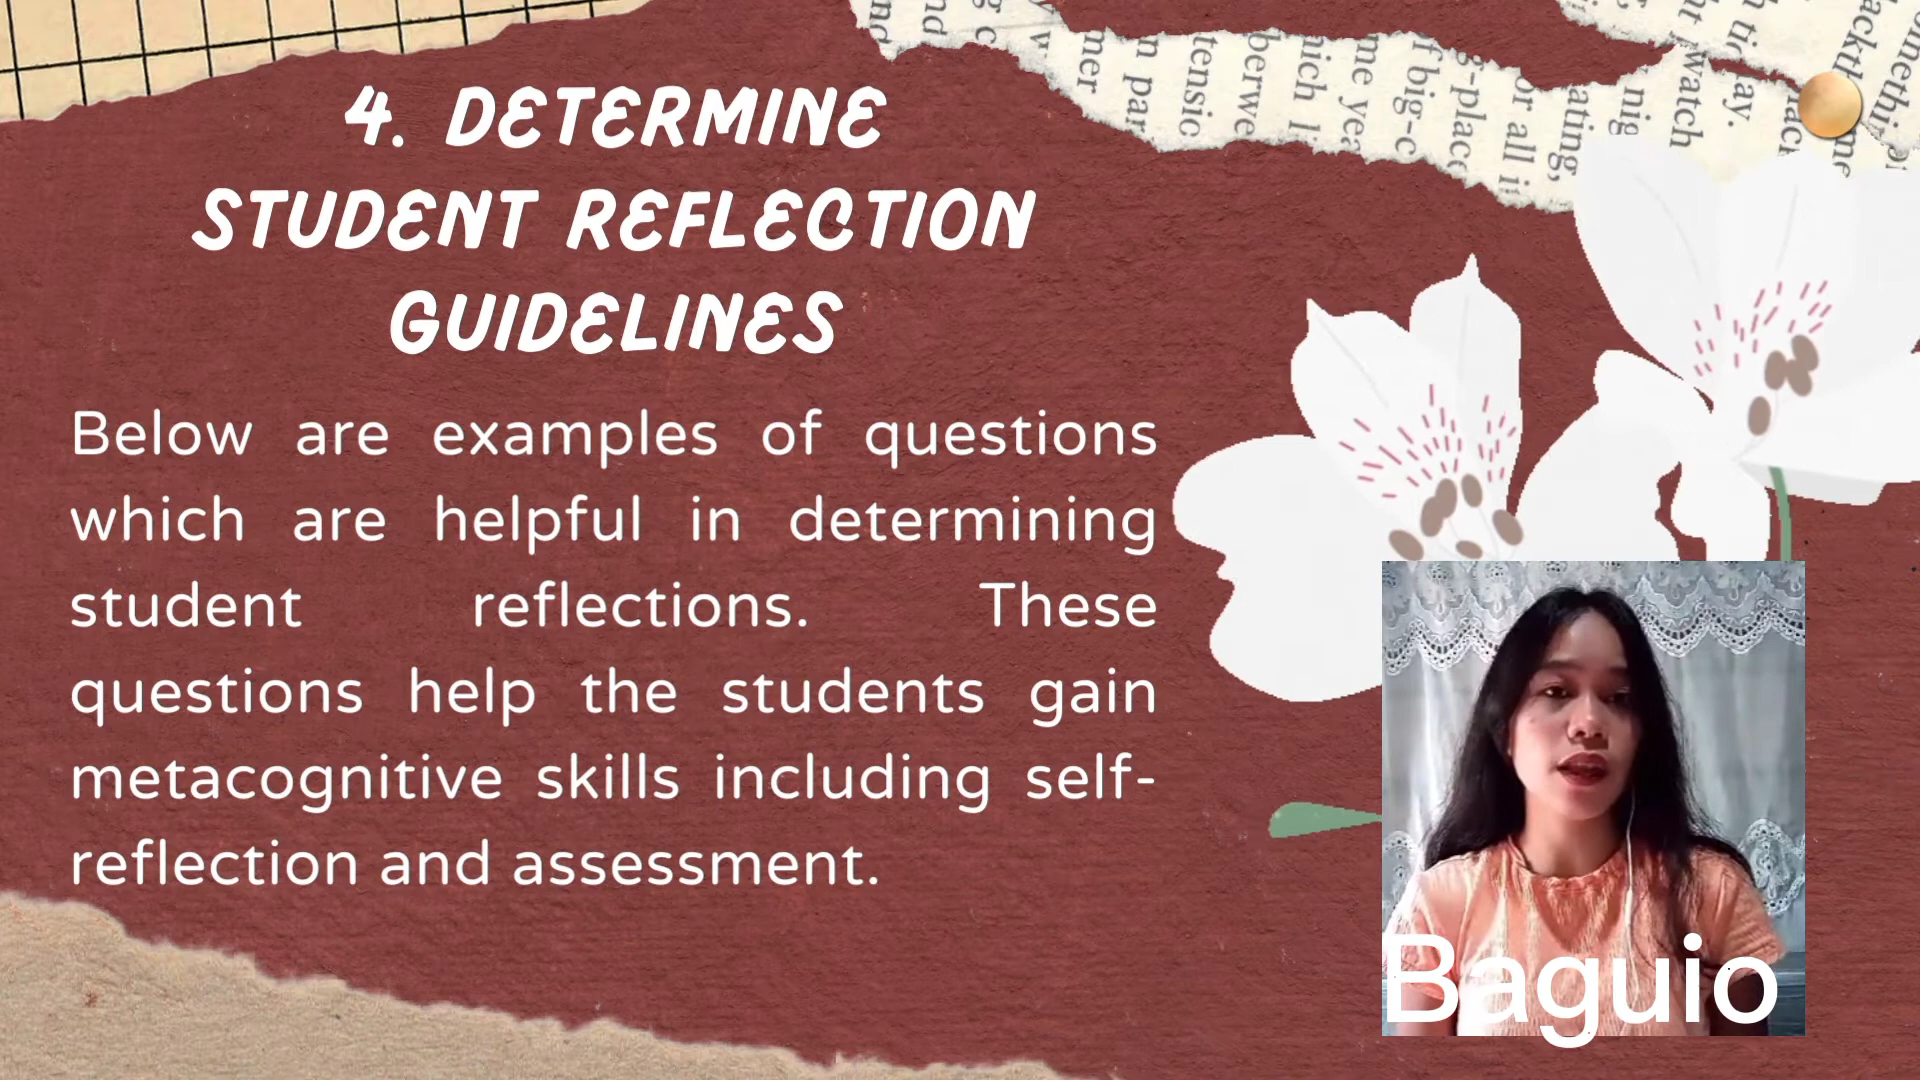 4. DETERMINE
STUDENT REFLECTION
GUIDELINES
Below are examples of questions
which are helpful in determining
student reflections. These
questions help the students gain
metacognitive skills including self-
reflection and assessment.
Baguio